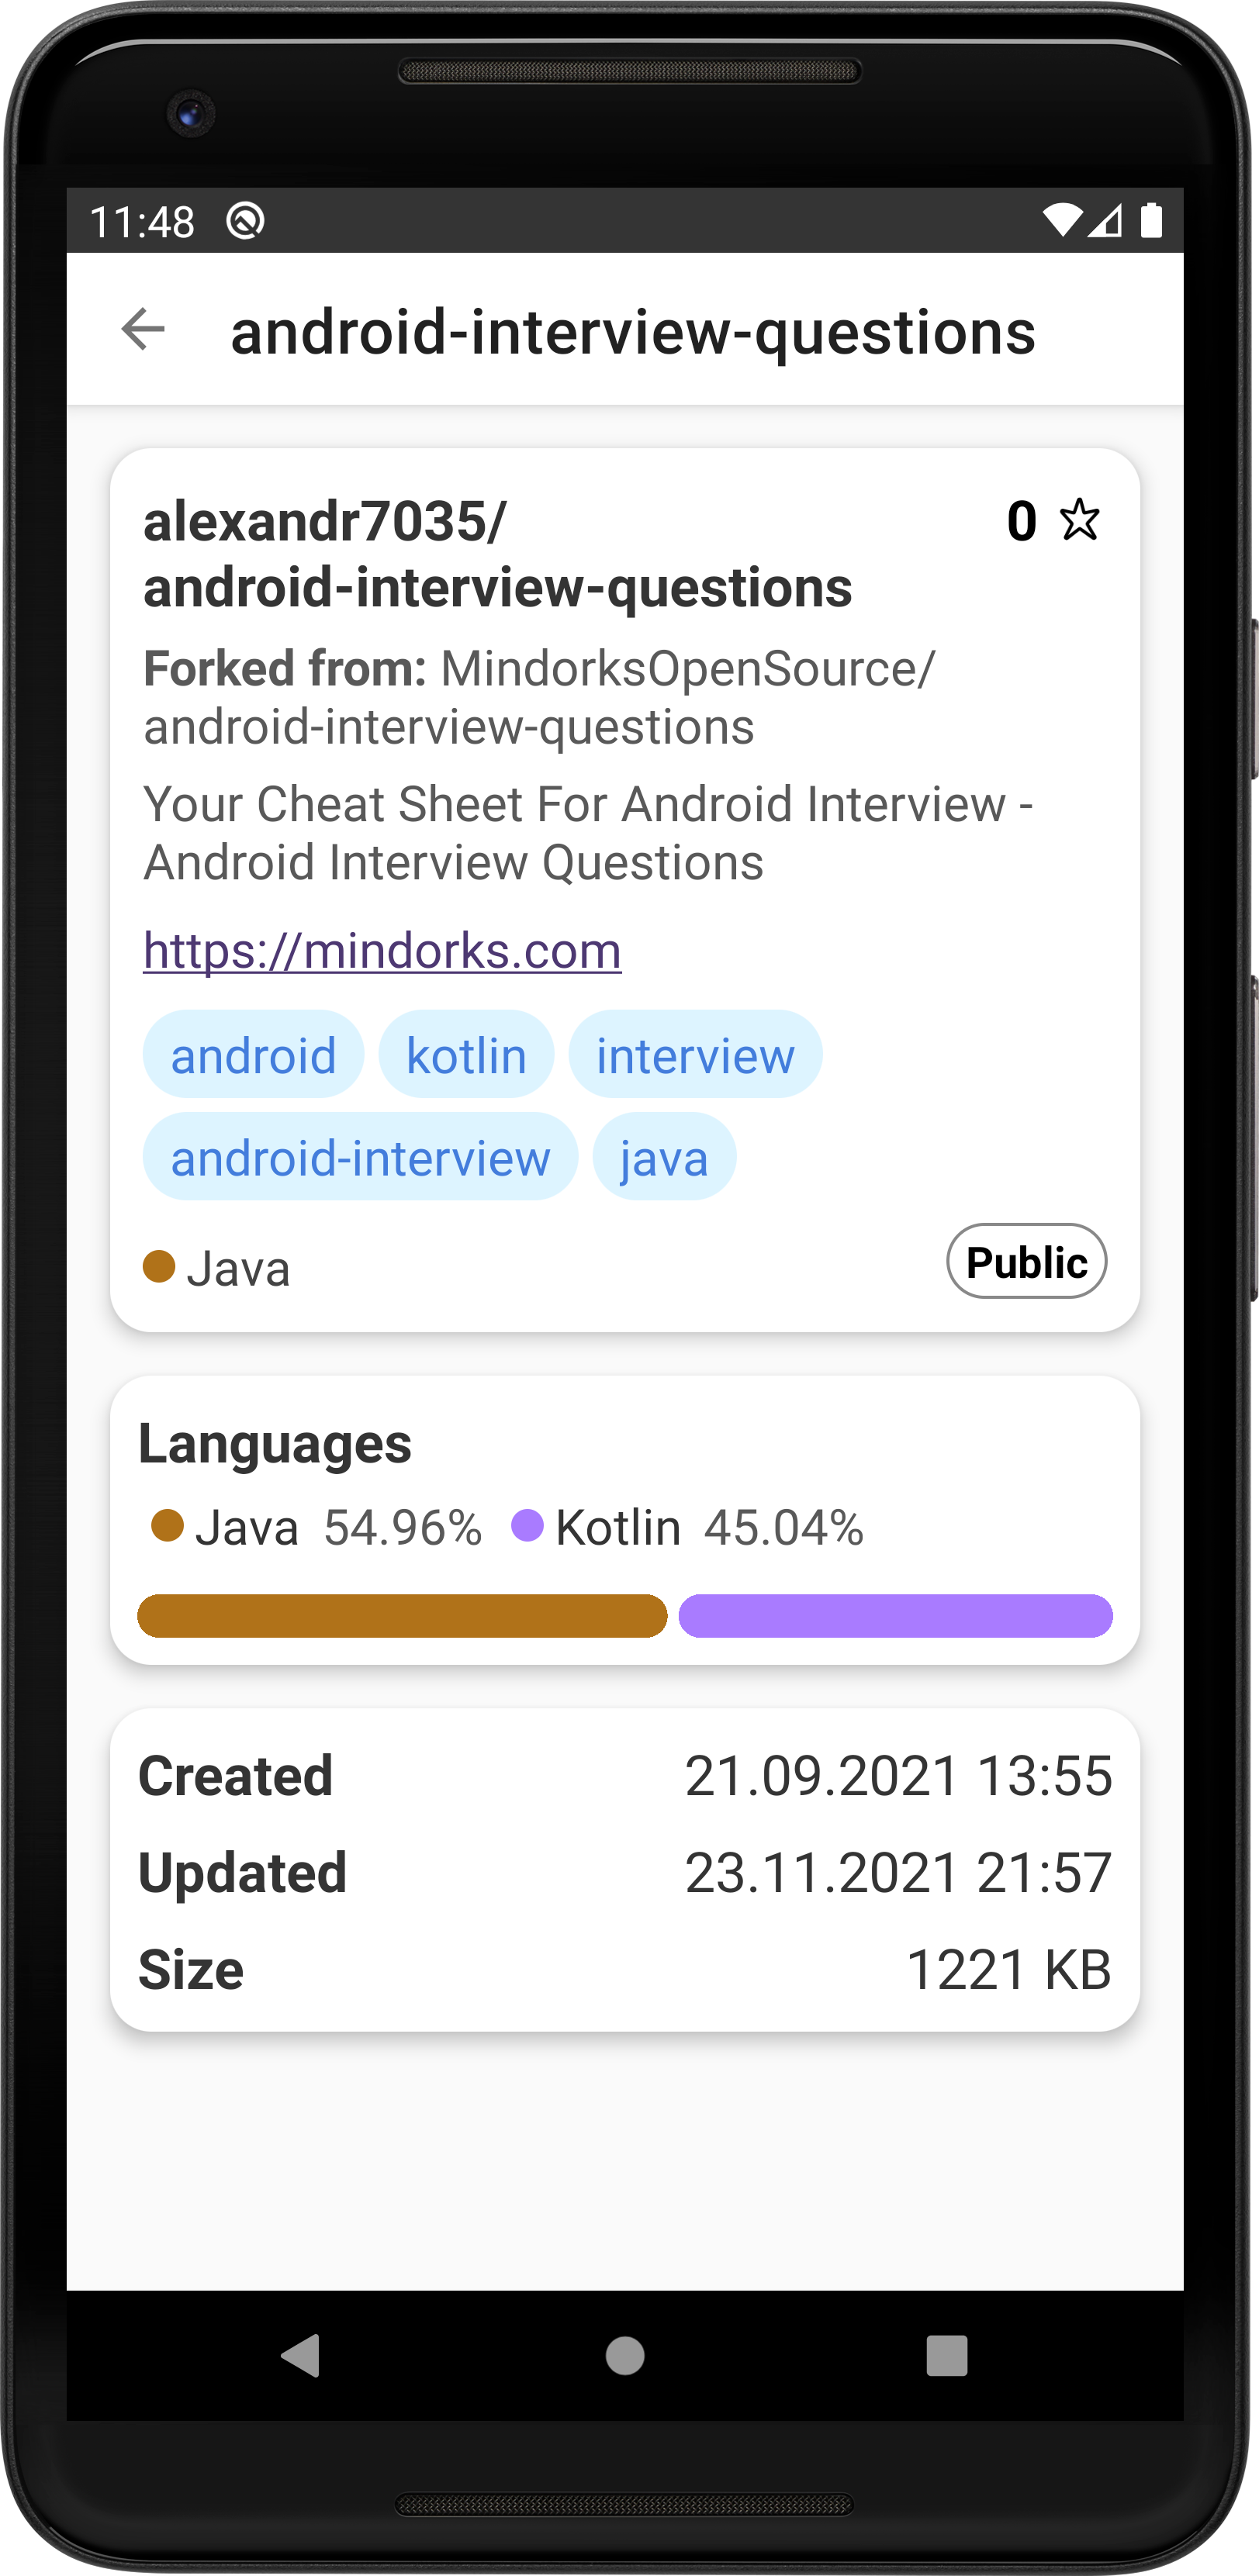 11:48
android-interview-questions
alexandr7035/ 0
android-interview-questions
Forked from: MindorksOpenSource/
android-interview-questions
Your Cheat Sheet For Android Interview -
Android Interview Questions
https://mindorks.com
android kotlin interview
android-interview java
Java Public
Languages
Java 54.96% Kotlin 45.04%
Created 21.09.2021 13:55
Updated 23.11.2021 21:57
Size 1221 KB